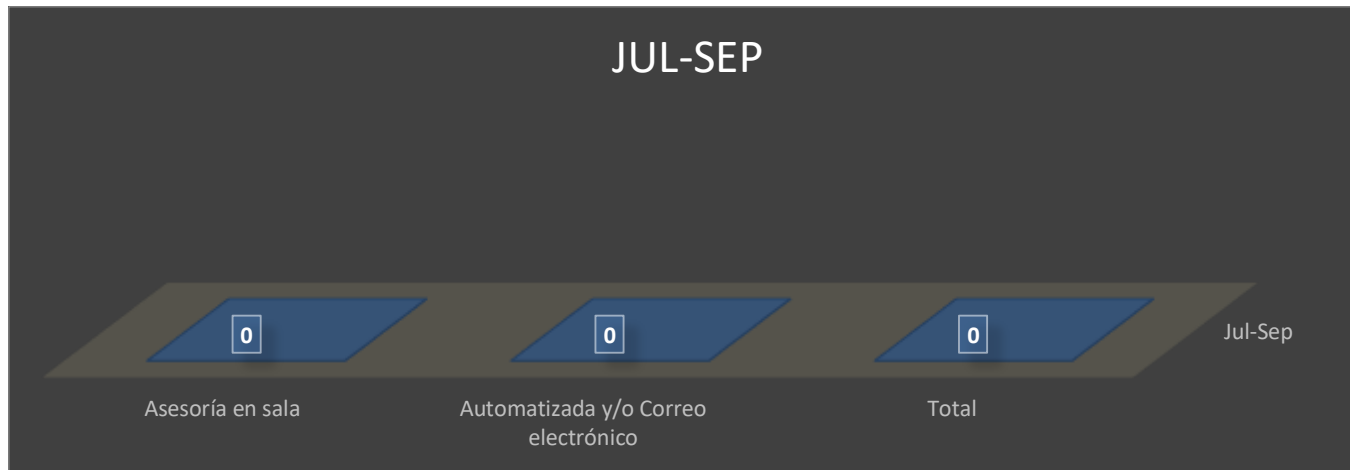 JUL-SEP
0
0
0
Jul-Sep
Asesoría en sala
Automatizada y/o Correo
electrónico
Total